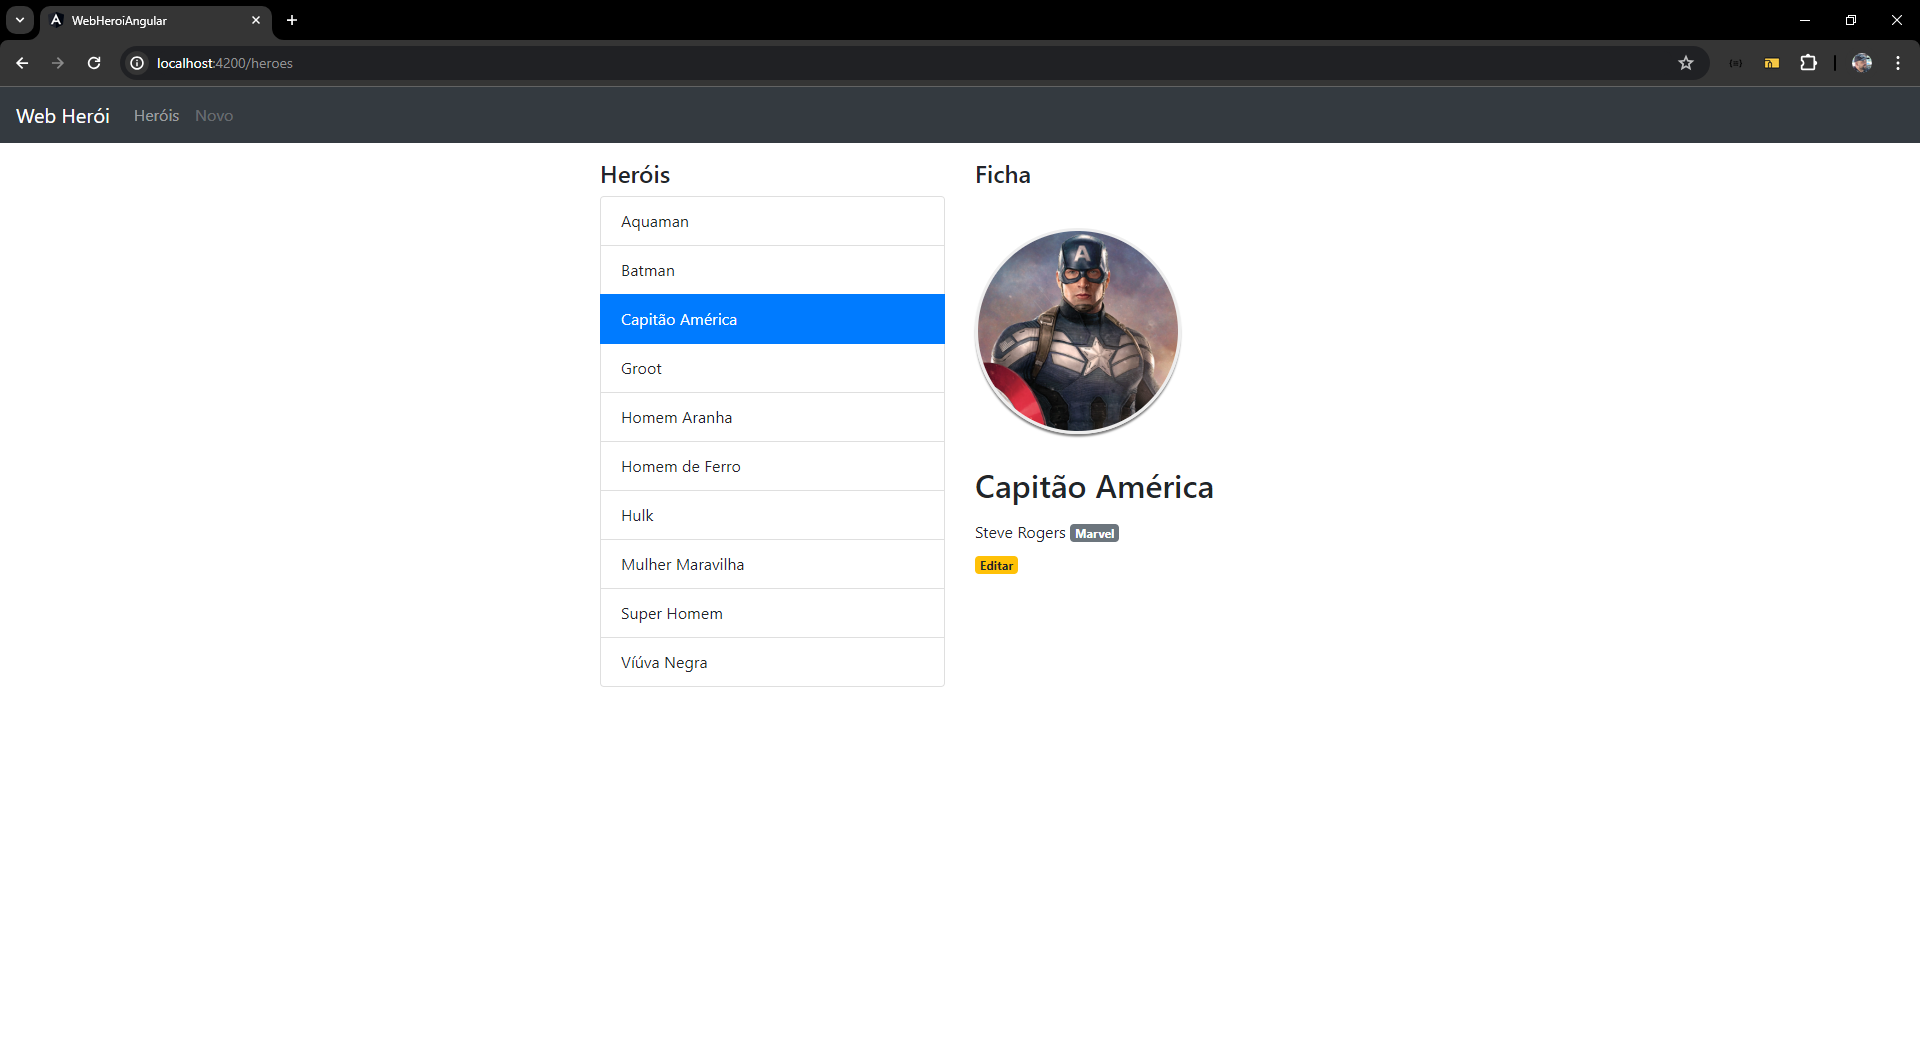 WebHeroiAngular
localhost:4200/heroes
Web Herói Heróis Novo
Heróis
Aquaman
Batman
Capitão América
Groot
Homem Aranha
Homem de Ferro
Hulk
Mulher Maravilha
Super Homem
Víúva Negra
Ficha
A
Capitão América
Steve Rogers Marvel
Editar